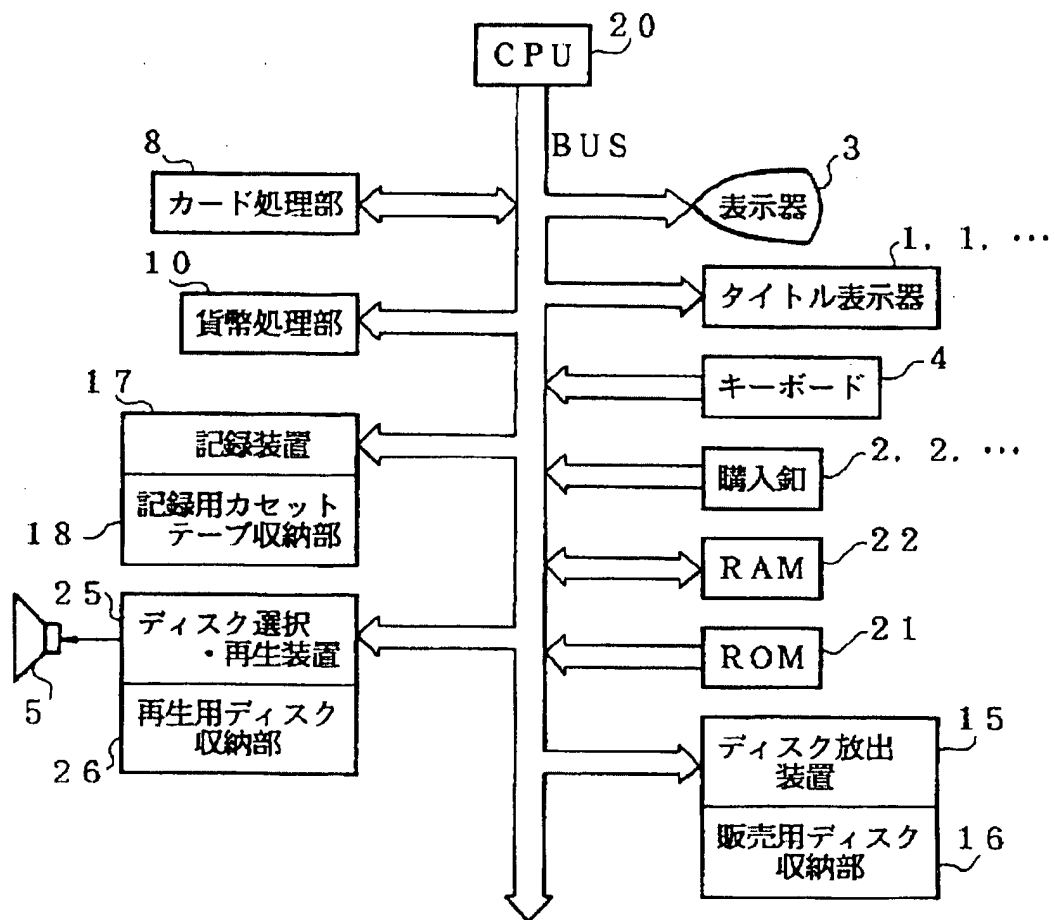 20
CPU
BUS
8
カード処理部
3
表示器
10
貨幣処理部
1, 1, …
タイトル表示器
4
キーボード
17
記録装置
18
記録用カセット
テープ収納部
2, 2, …
購入釦
22
RAM
25
ディスク選択
・再生装置
5
21
ROM
26
再生用ディスク
収納部
15
ディスク放出
装置
16
販売用ディスク
収納部